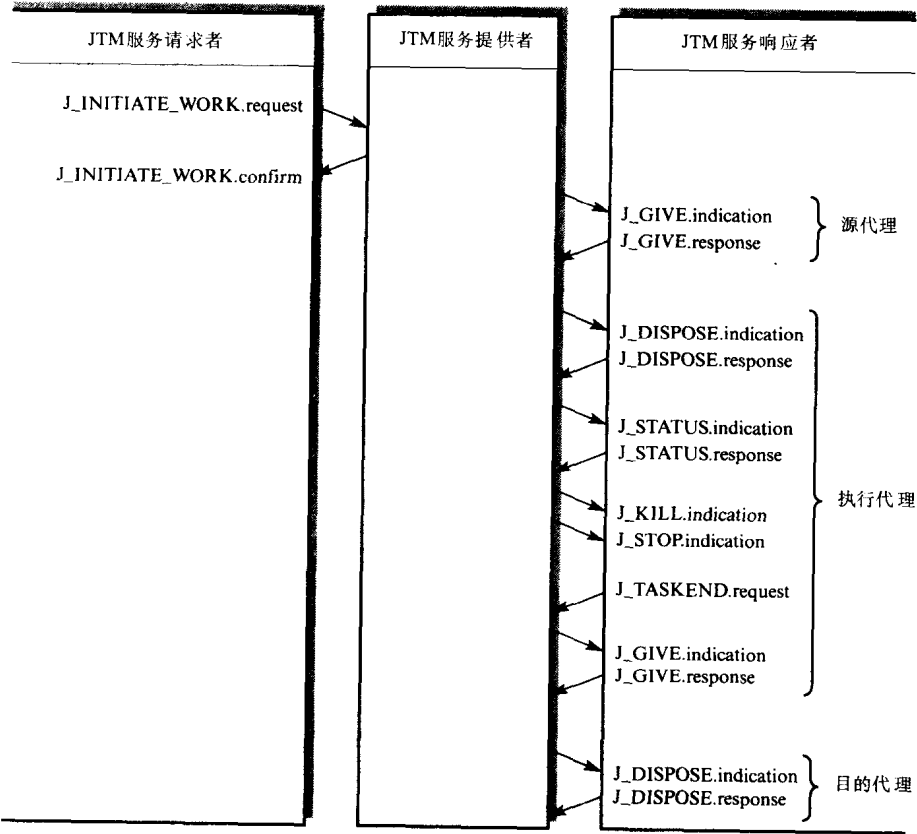 JTM服务请求者
JTM服务提供者
JTM服务响应者
J_INITIATE_WORK.request
J_INITIATE_WORK.confirm
J_GIVE.indication
J_GIVE.response
源代理
J_DISPOSE.indication
J_DISPOSE.response
J_STATUS.indication
J_STATUS.response
J_KILL.indication
J_STOP.indication
J_TASKEND.request
J_GIVE.indication
J_GIVE.response
执行代理
J_DISPOSE.indication
J_DISPOSE.response
目的代理